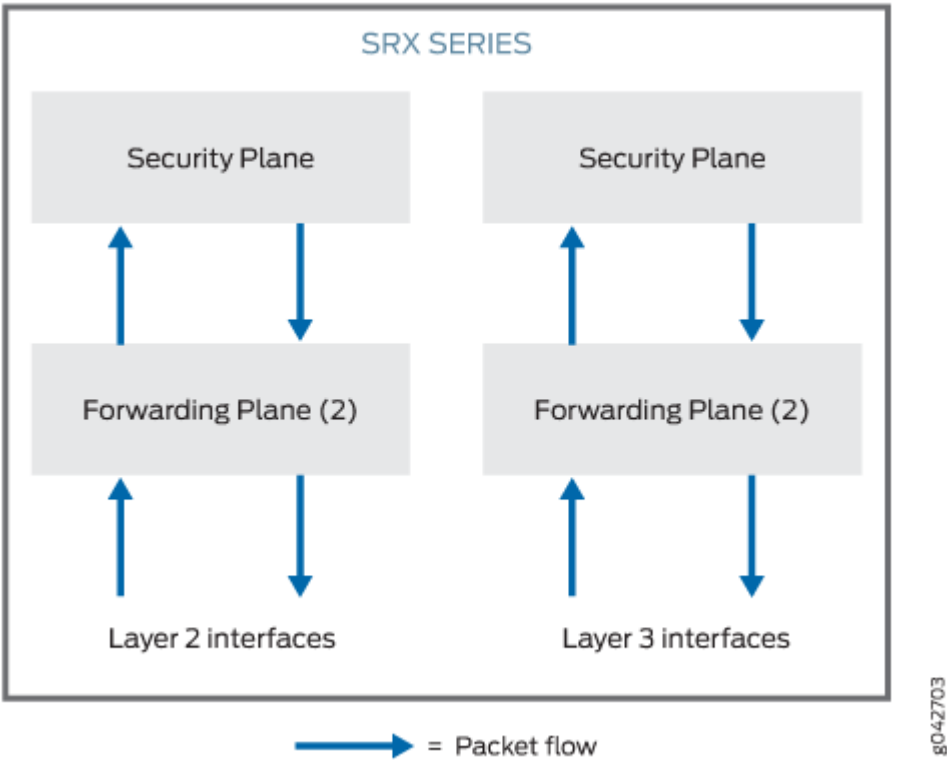 SRX SERIES
Security Plane
Security Plane
Forwarding Plane (2)
Forwarding Plane (2)
Layer 2 interfaces
Layer 3 interfaces
= Packet flow
g042703